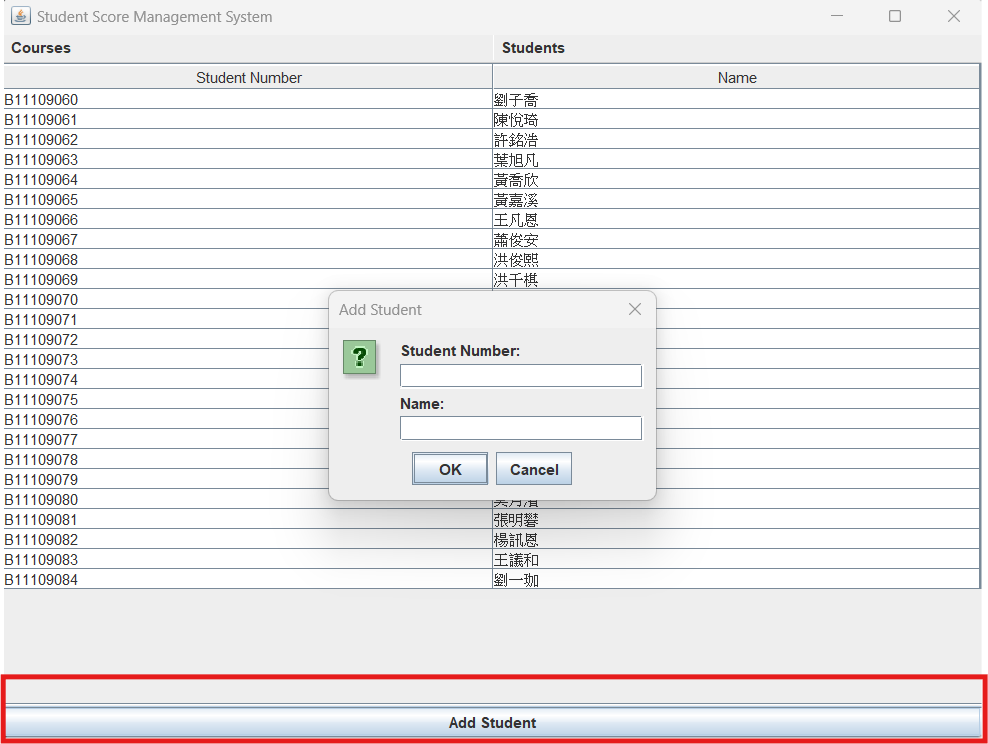 Student Score Management System
Courses Students
Student Number Name
B11109060 劉子喬
B11109061 陳悅琦
B11109062 許銘浩
B11109063 葉旭凡
B11109064 黃喬欣
B11109065 黃嘉溪
B11109066 王凡恩
B11109067 蕭俊安
B11109068 洪俊熙
B11109069 洪千棋
B11109070
B11109071
B11109072
B11109073
B11109074
B11109075
B11109076
B11109077
B11109078
B11109079
B11109080
B11109081 張明礬
B11109082 楊訊恩
B11109083 王議和
B11109084 劉一珈
Add Student
?
Student Number:
Name:
OK Cancel
Add Student